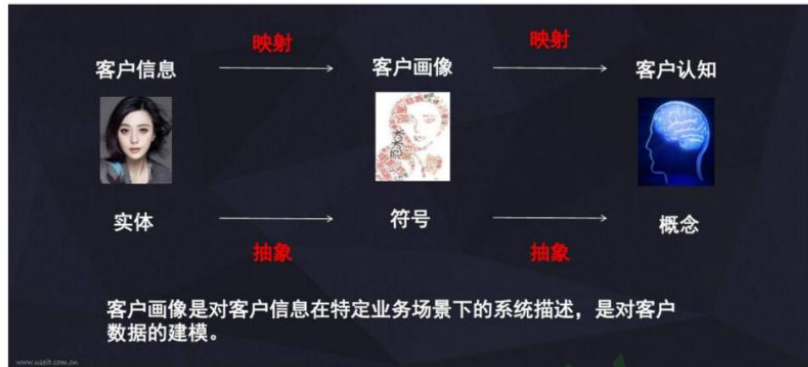 映射 映射
客户信息 客户画像 客户认知
实体 符号 概念
抽象 抽象
客户画像是对客户信息在特定业务场景下的系统描述，是对客户
数据的建模。